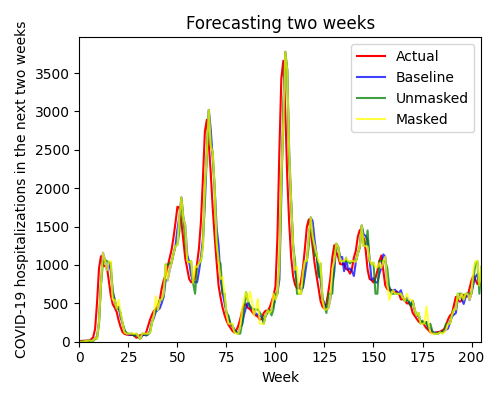 Forecasting two weeks
COVID-19 hospitalizations in the next two weeks
3500
3000
2500
2000
1500
1000
500
0
Actual
Baseline
Unmasked
Masked
0 25 50 75 100 125 150 175 200
Week